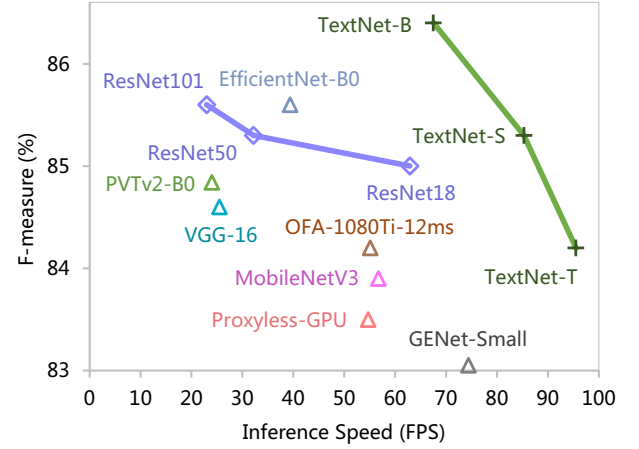 TextNet-B
86
EfficientNet-B0
ResNet101
TextNet-S
ResNet50
85
PVTv2-B0
ResNet18
VGG-16
OFA-1080Ti-12ms
MobileNetV3
TextNet-T
84
Proxyless-GPU
GENet-Small
83
F-measure (%)
0 10 20 30 40 50 60 70 80 90 100
Inference Speed (FPS)